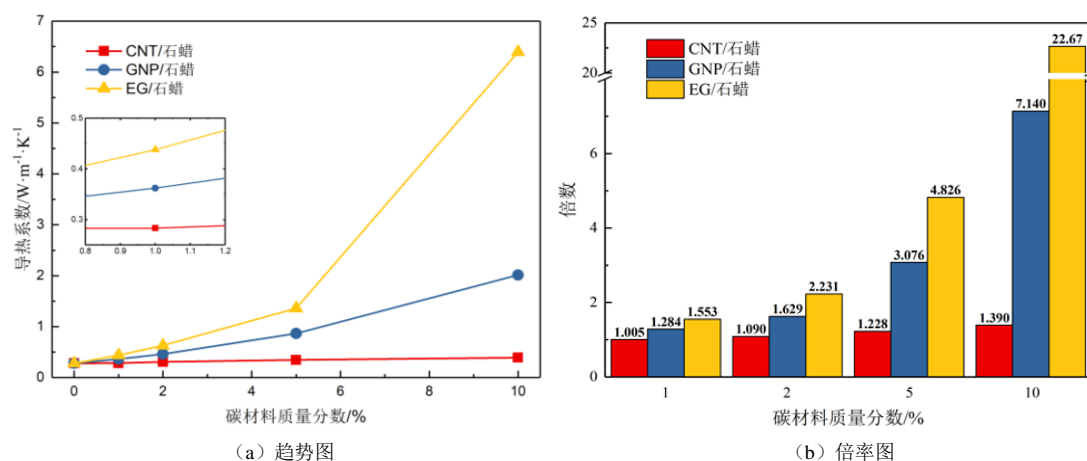 7
6
5
4
3
2
1
0
导热系数/W·m⁻¹·K⁻¹
CNT/石蜡
GNP/石蜡
EG/石蜡
0.5
0.4
0.3
0.8 0.9 1.0 1.1 1.2
0 2 4 6 8 10
碳材料质量分数/%
(a) 趋势图
25
20
6
4
2
0
倍数
CNT/石蜡
GNP/石蜡
EG/石蜡
1.005 1.284 1.553
1.090 1.629 2.231
1.228 3.076 4.826
1.390 7.140 22.67
1 2 5 10
碳材料质量分数/%
(b) 倍率图